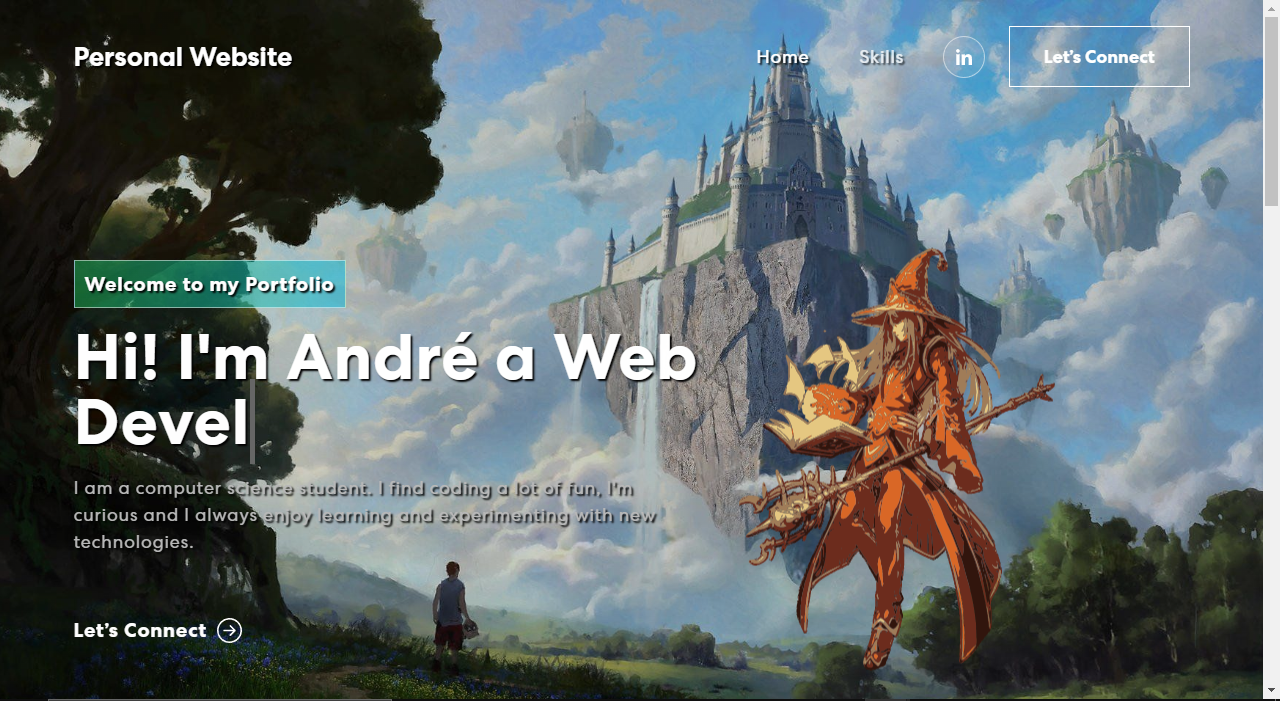 Personal Website
Home
Skills
in
Let’s Connect
Welcome to my Portfolio
Hi! I'm André a Web
Devel
I am a computer science student. I find coding a lot of fun, I'm
curious and I always enjoy learning and experimenting with new
technologies.
Let’s Connect